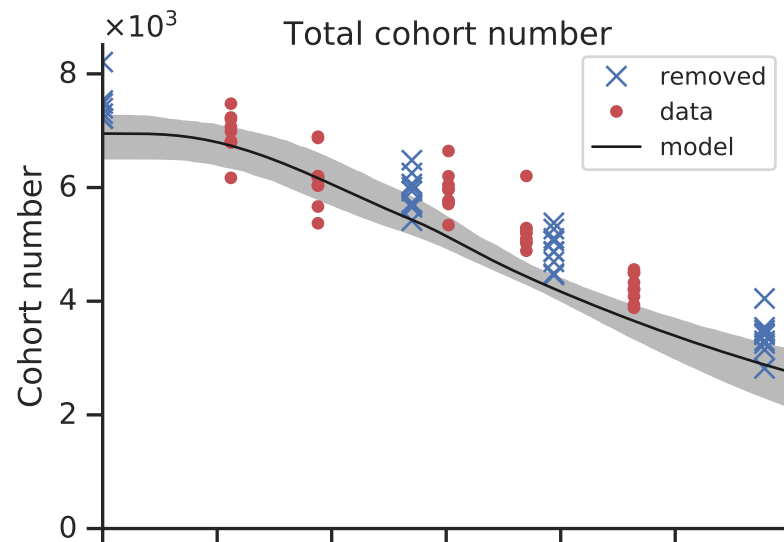 ×10³
Total cohort number
removed
data
model
Cohort number
8
6
4
2
0